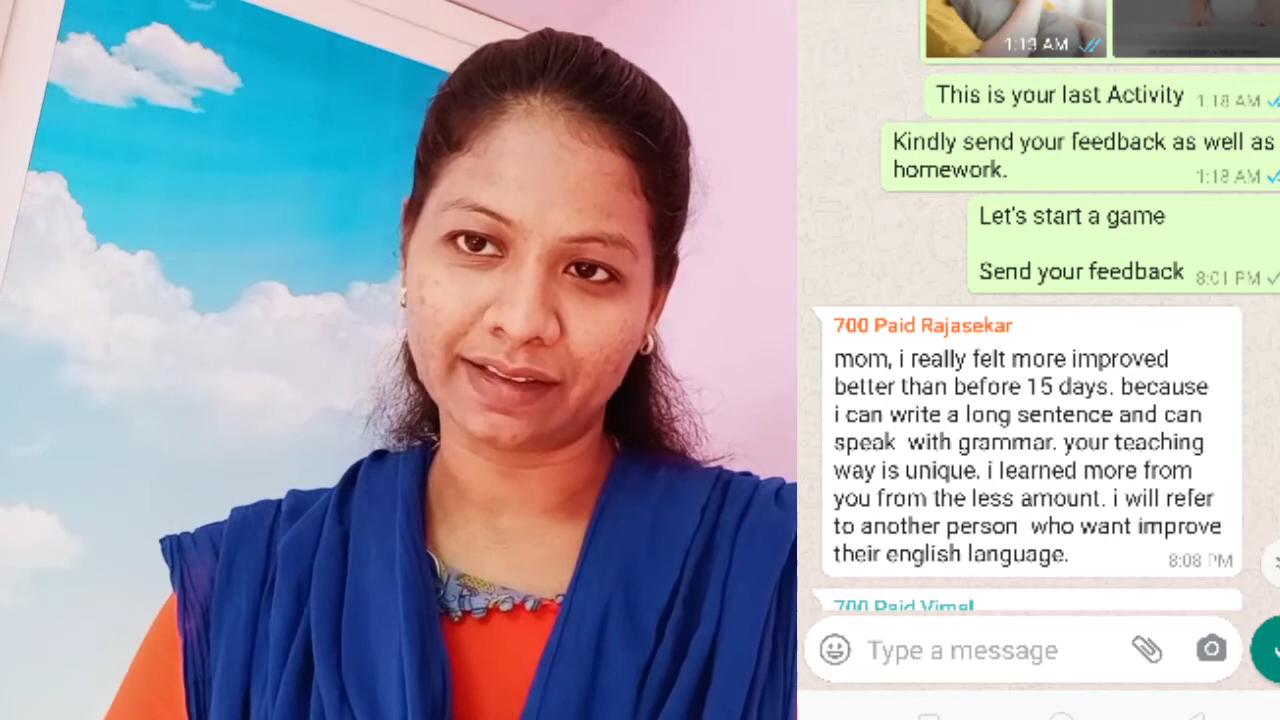 1:13 AM
This is your last Activity 1:18 AM
Kindly send your feedback as well as
homework. 1:18 AM
Let's start a game
Send your feedback 8:01 PM
700 Paid Rajasekar
mom, i really felt more improved
better than before 15 days. because
i can write a long sentence and can
speak with grammar. your teaching
way is unique. i learned more from
you from the less amount. i will refer
to another person who want improve
their english language. 8:08 PM
700 Paid Vimal
Type a message